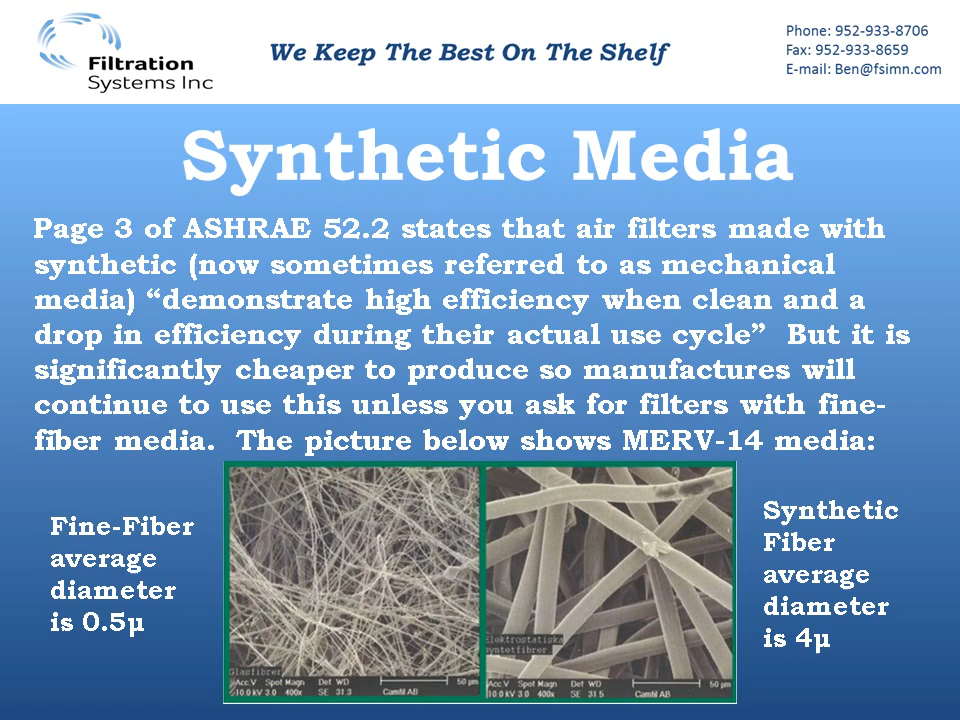 Filtration
Systems Inc
We Keep The Best On The Shelf
Phone: 952-933-8706
Fax: 952-933-8659
E-mail: Ben@fsimn.com
Synthetic Media
Page 3 of ASHRAE 52.2 states that air filters made with
synthetic (now sometimes referred to as mechanical
media) “demonstrate high efficiency when clean and a
drop in efficiency during their actual use cycle”  But it is
significantly cheaper to produce so manufactures will
continue to use this unless you ask for filters with fine-
fiber media.  The picture below shows MERV-14 media:
Fine-Fiber
average
diameter
is 0.5µ
Glasfibrer
Acc.V Spot Magn Det WD 50 µm
10.0 kV 3.0 400x SE 31.3 Camfil AB
Elektrostatiska
syntetfibrer.
Acc.V Spot Magn Det WD 50 µm
10.0 kV 3.0 400x SE 31.5 Camfil AB
Synthetic
Fiber
average
diameter
is 4µ